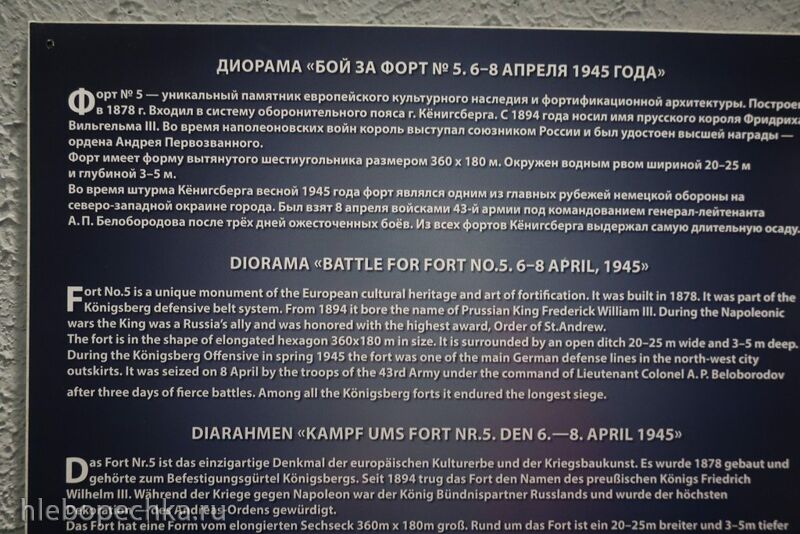 ДИОРАМА «БОЙ ЗА ФОРТ № 5. 6–8 АПРЕЛЯ 1945 ГОДА»
Форт № 5 — уникальный памятник европейского культурного наследия и фортификационной архитектуры. Построен
в 1878 г. Входил в систему оборонительного пояса г. Кёнигсберга. С 1894 года носил имя прусского короля Фридриха
Вильгельма III. Во время наполеоновских войн король выступал союзником России и был удостоен высшей награды —
ордена Андрея Первозванного.
Форт имеет форму вытянутого шестиугольника размером 360 x 180 м. Окружен водным рвом шириной 20–25 м
и глубиной 3–5 м.
Во время штурма Кёнигсберга весной 1945 года форт являлся одним из главных рубежей немецкой обороны на
северо-западной окраине города. Был взят 8 апреля войсками 43-й армии под командованием генерал-лейтенанта
А. П. Белобородова после трёх дней ожесточенных боёв. Из всех фортов Кёнигсберга выдержал самую длительную осаду.
DIORAMA «BATTLE FOR FORT NO.5. 6–8 APRIL, 1945»
Fort No.5 is a unique monument of the European cultural heritage and art of fortification. It was built in 1878. It was part of the
Königsberg defensive belt system. From 1894 it bore the name of Prussian King Frederick William III. During the Napoleonic
wars the King was a Russia's ally and was honored with the highest award, Order of St.Andrew.
The fort is in the shape of elongated hexagon 360x180 m in size. It is surrounded by an open ditch 20–25 m wide and 3–5 m deep.
During the Königsberg Offensive in spring 1945 the fort was one of the main German defense lines in the north-west city
outskirts. It was seized on 8 April by the troops of the 43rd Army under the command of Lieutenant Colonel A. P. Beloborodov
after three days of fierce battles. Among all the Königsberg forts it endured the longest siege.
DIARAHMEN «KAMPF UMS FORT NR.5. DEN 6.—8. APRIL 1945»
Das Fort Nr.5 ist das einzigartige Denkmal der europäischen Kulturerbe und der Kriegsbaukunst. Es wurde 1878 gebaut und
gehörte zum Befestigungsgürtel Königsbergs. Seit 1894 trug das Fort den Namen des preußischen Königs Friedrich
Wilhelm III. Während der Kriege gegen Napoleon war der König Bündnispartner Russlands und wurde der höchsten
Dekoration — des Andreas-Ordens gewürdigt.
Das Fort hat eine Form vom elongierten Sechseck 360m x 180m groß. Rund um das Fort ist ein 20–25m breiter und 3–5m tiefer
hlebopechka.ru